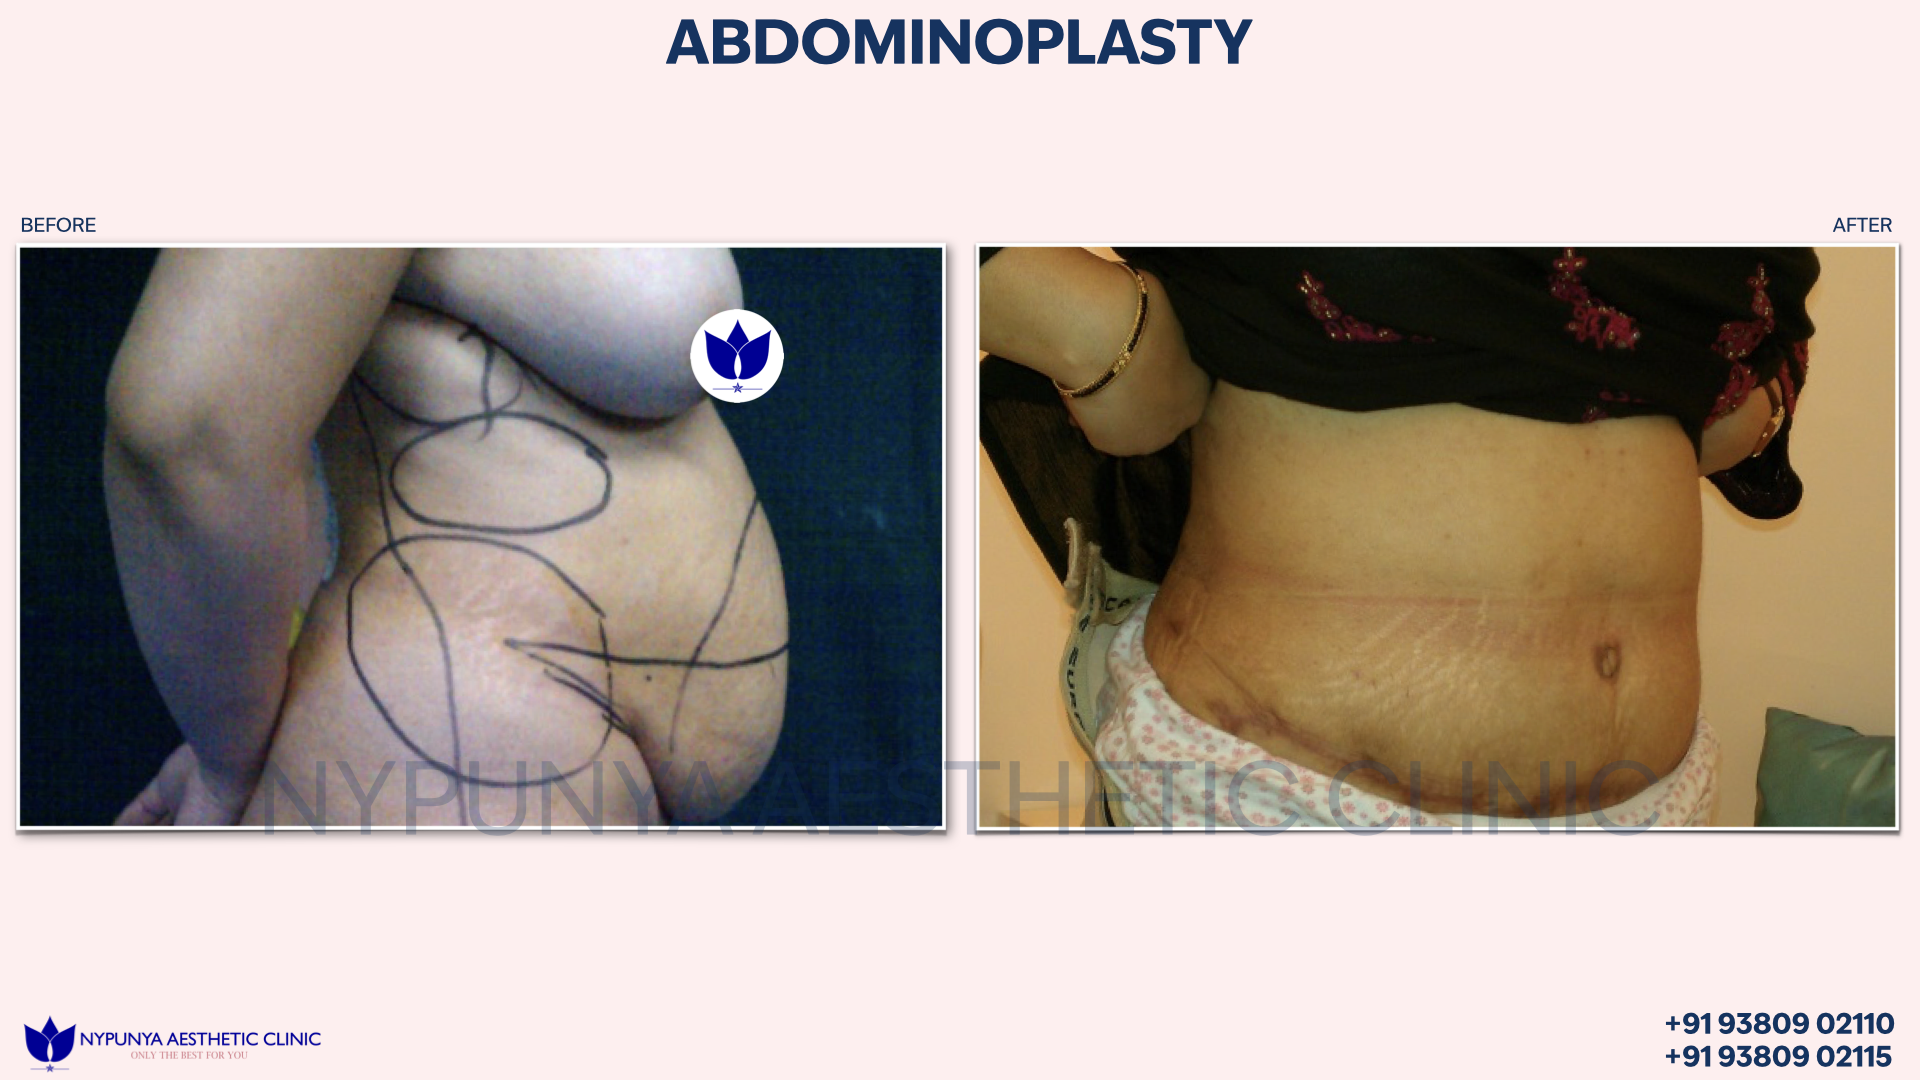 ABDOMINOPLASTY
BEFORE
AFTER
NYPUNYA AESTHETIC CLINIC
NYPUNYA AESTHETIC CLINIC
ONLY THE BEST FOR YOU
+91 93809 02110
+91 93809 02115